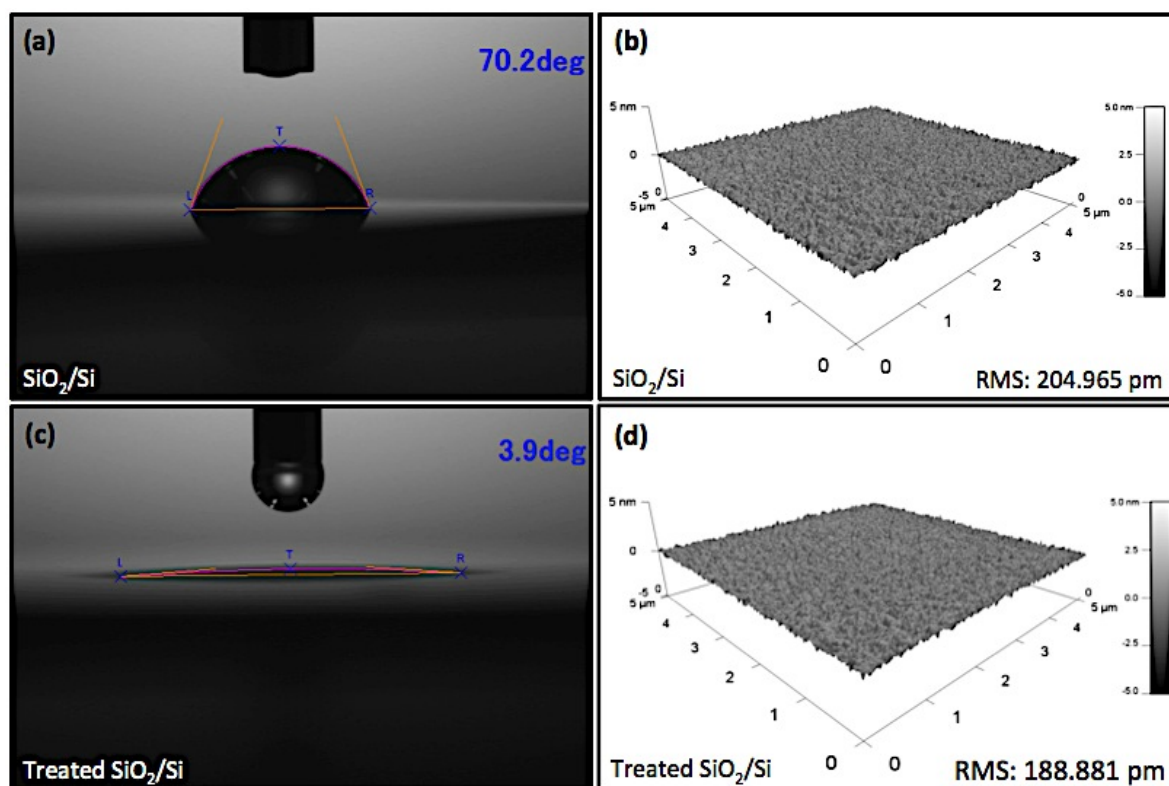 (a)
70.2deg
T
L
R
SiO₂/Si
(b)
5 nm
0
-5
5 µm
0
4
3
2
1
0
0
1
2
3
4
5 µm
0
5.0 nm
2.5
0.0
-2.5
-5.0
SiO₂/Si
RMS: 204.965 pm
(c)
3.9deg
L
T
R
Treated SiO₂/Si
(d)
5 nm
0
-5
5 µm
0
4
3
2
1
0
0
1
2
3
4
5 µm
0
5.0 nm
2.5
0.0
-2.5
-5.0
Treated SiO₂/Si
RMS: 188.881 pm